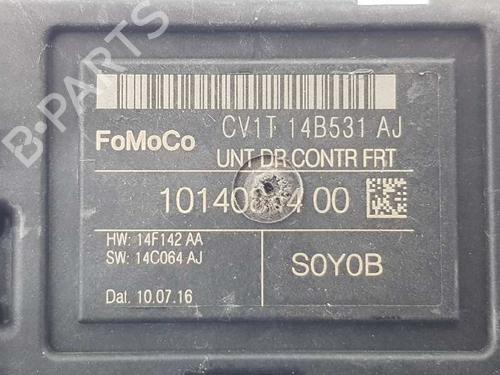 B-PARTS
CV1T 14B531 AJ
FoMoCo
UNT DR CONTR FRT
00
HW: 14F142 AA
SW: 14C064 AJ
S0Y0B
Dat. 10.07.16